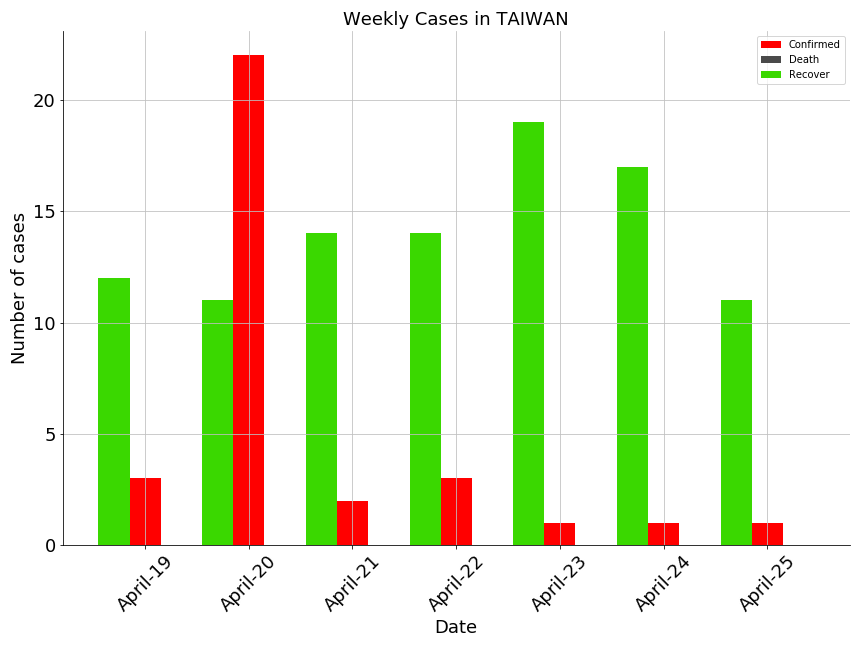 Weekly Cases in TAIWAN
Confirmed
Death
Recover
Number of cases
20
15
10
5
0
April-19
April-20
April-21
April-22
April-23
April-24
April-25
Date